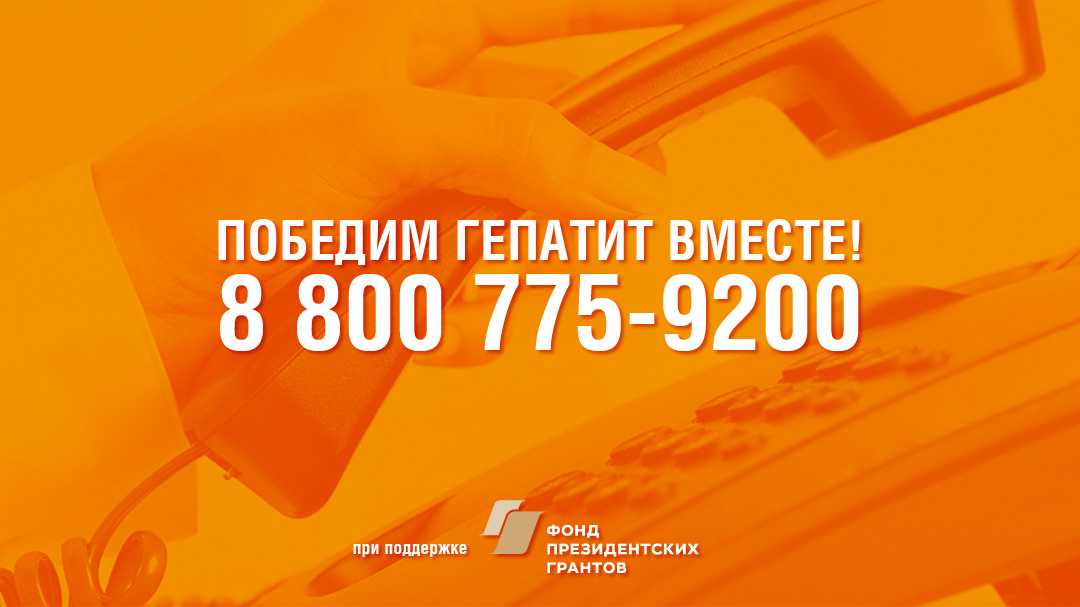 ПОБЕДИМ ГЕПАТИТ ВМЕСТЕ!
8 800 775-9200
при поддержке
ФОНД
ПРЕЗИДЕНТСКИХ
ГРАНТОВ